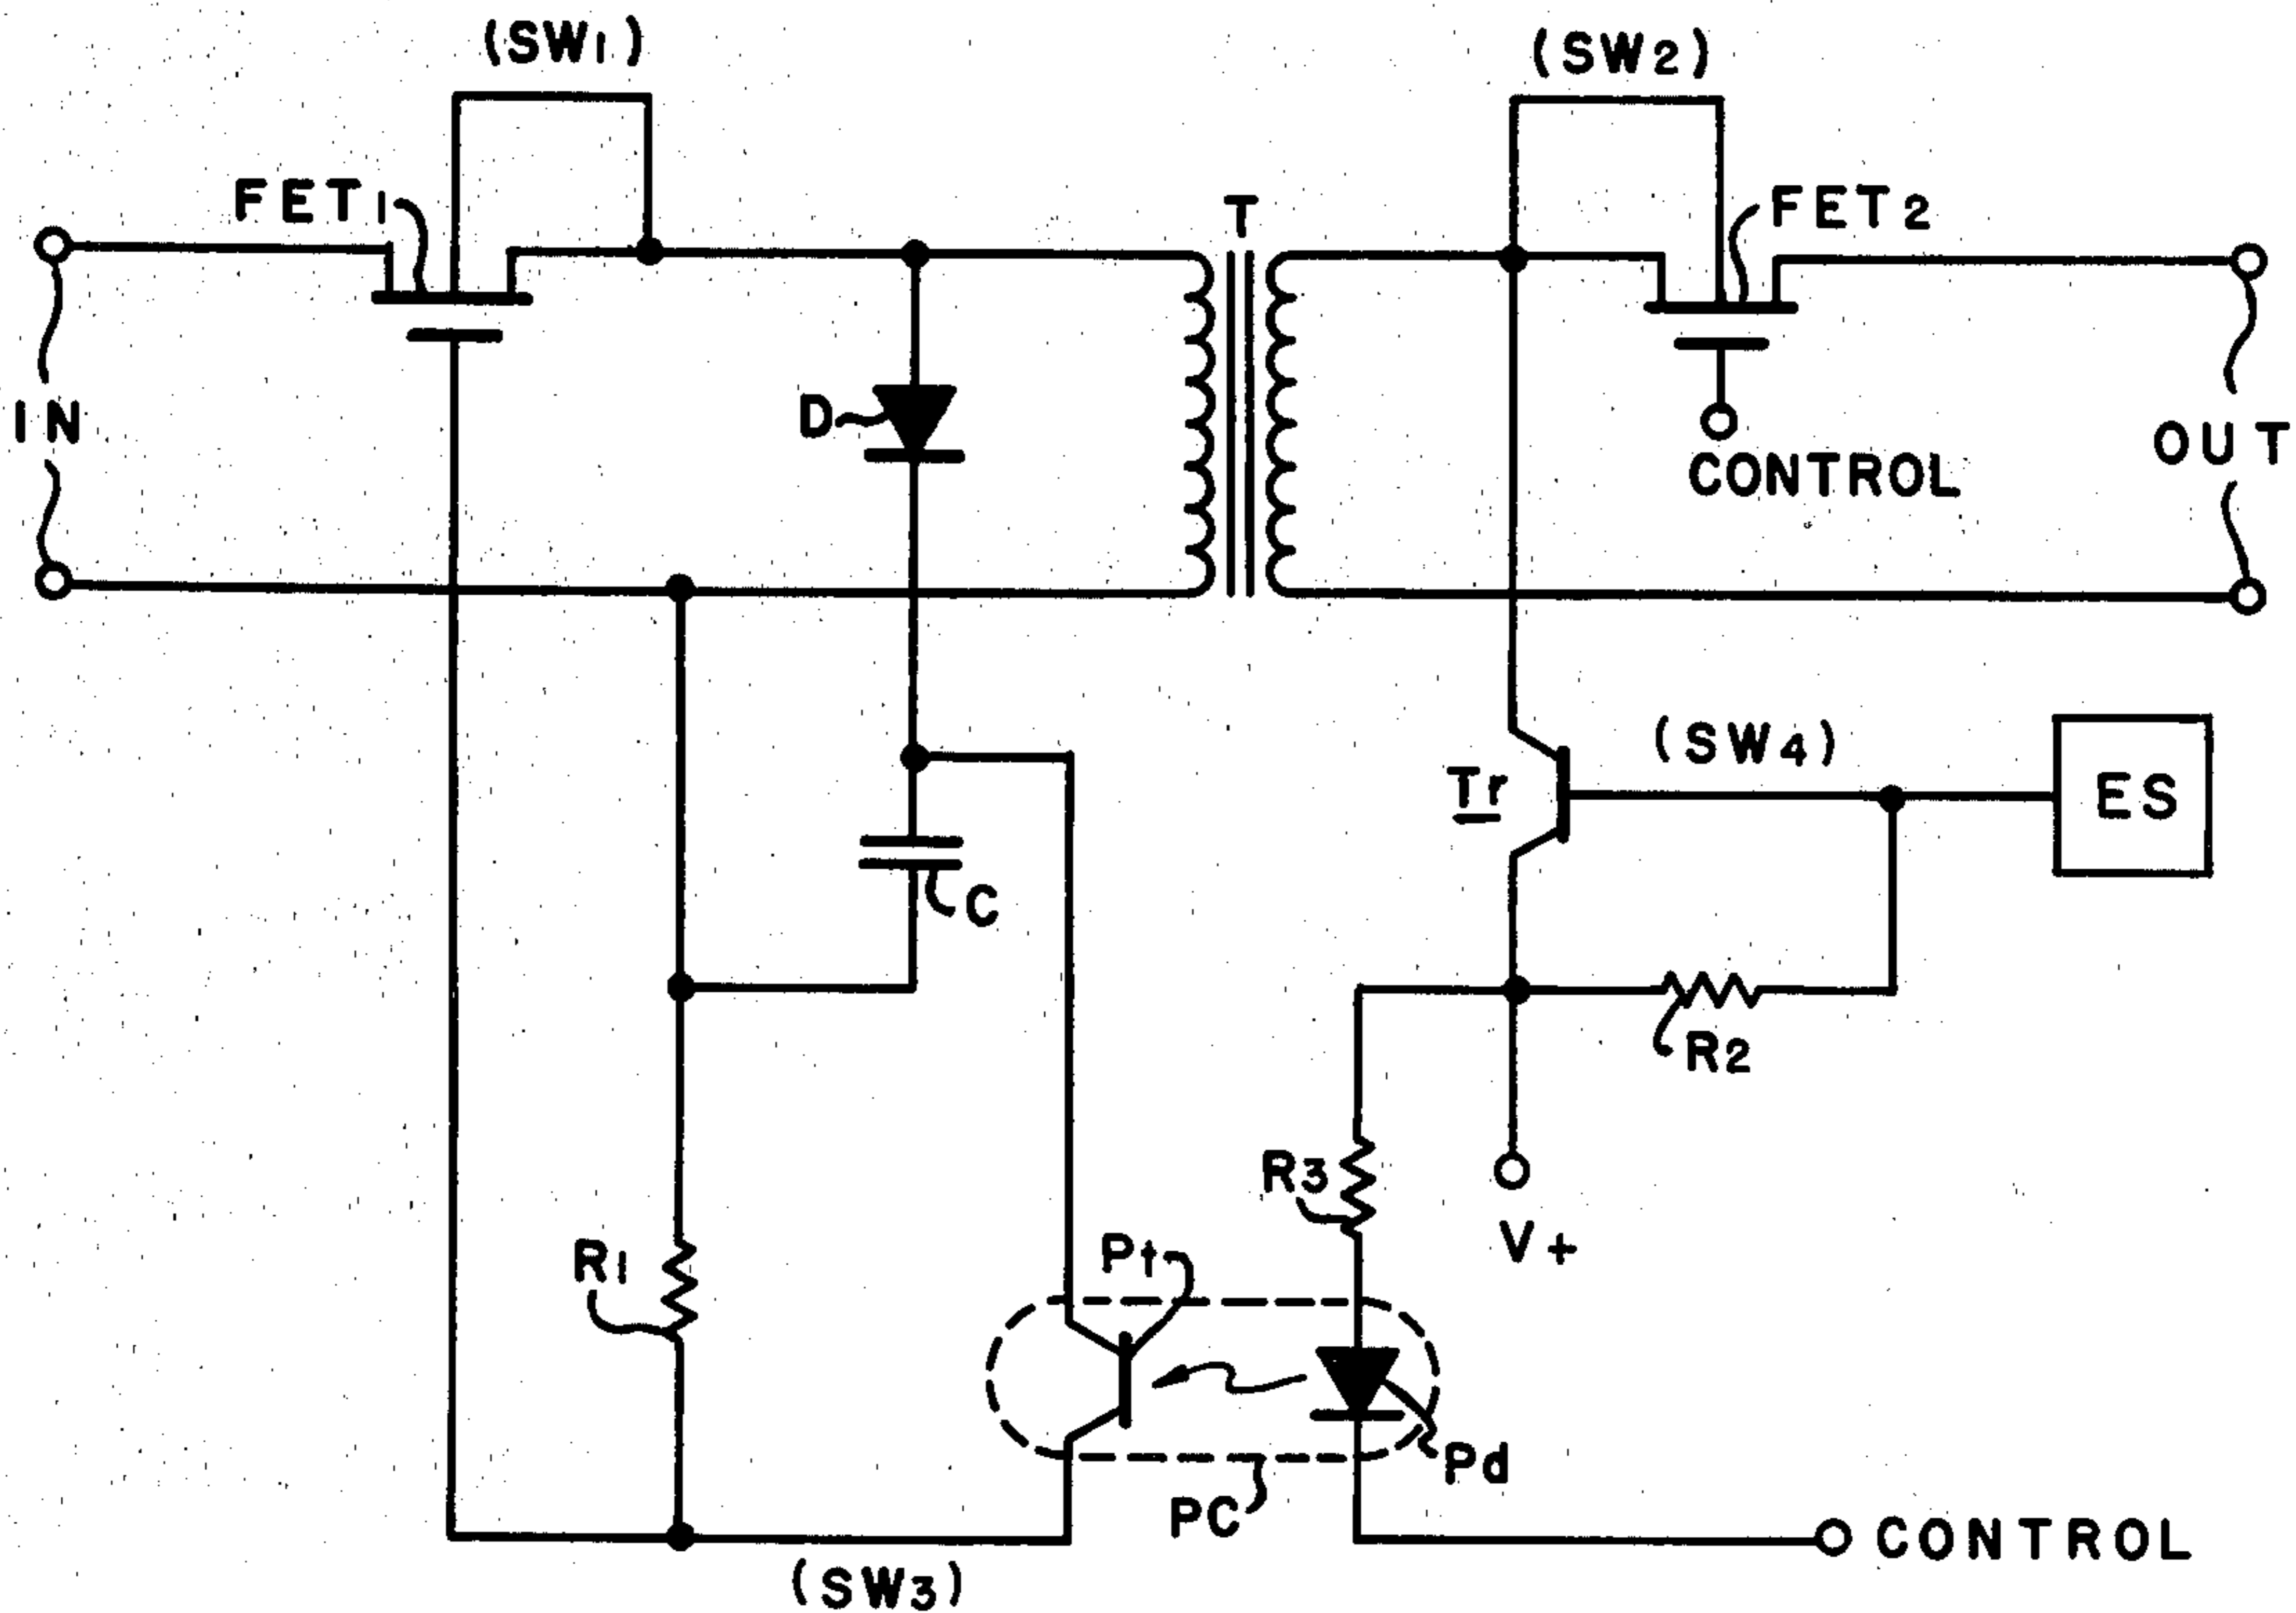 (SW1)
(SW2)
FET1
T
FET2
IN
D
CONTROL
OUT
(SW4)
Tr
ES
C
R2
R3
V+
R1
Pt
Pd
PC
CONTROL
(SW3)